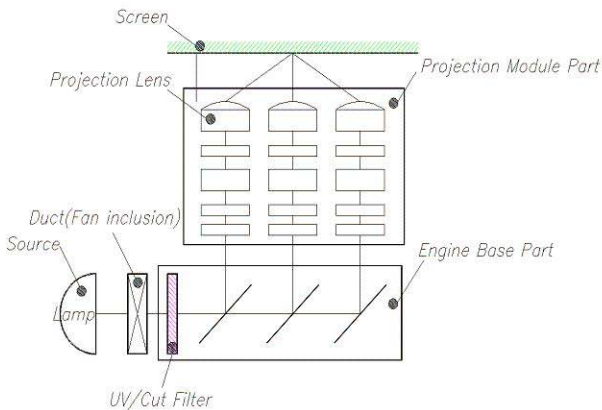 Screen
Projection Lens
Projection Module Part
Duct(Fan inclusion)
Source
Lamp
Engine Base Part
UV/Cut Filter